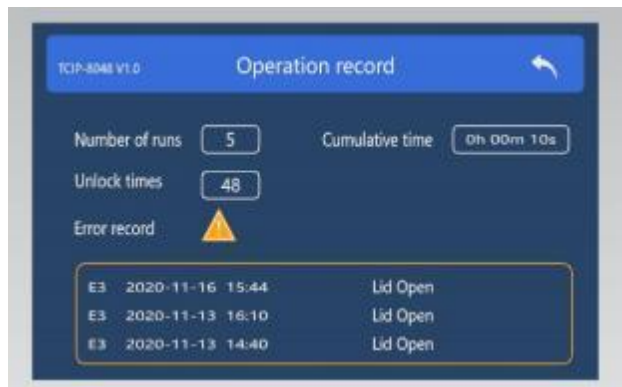 TCIP-8048 V1.0 Operation record
Number of runs 5 Cumulative time 0h 00m 10s
Unlock times 48
Error record
E3 2020-11-16 15:44 Lid Open
E3 2020-11-13 16:10 Lid Open
E3 2020-11-13 14:40 Lid Open